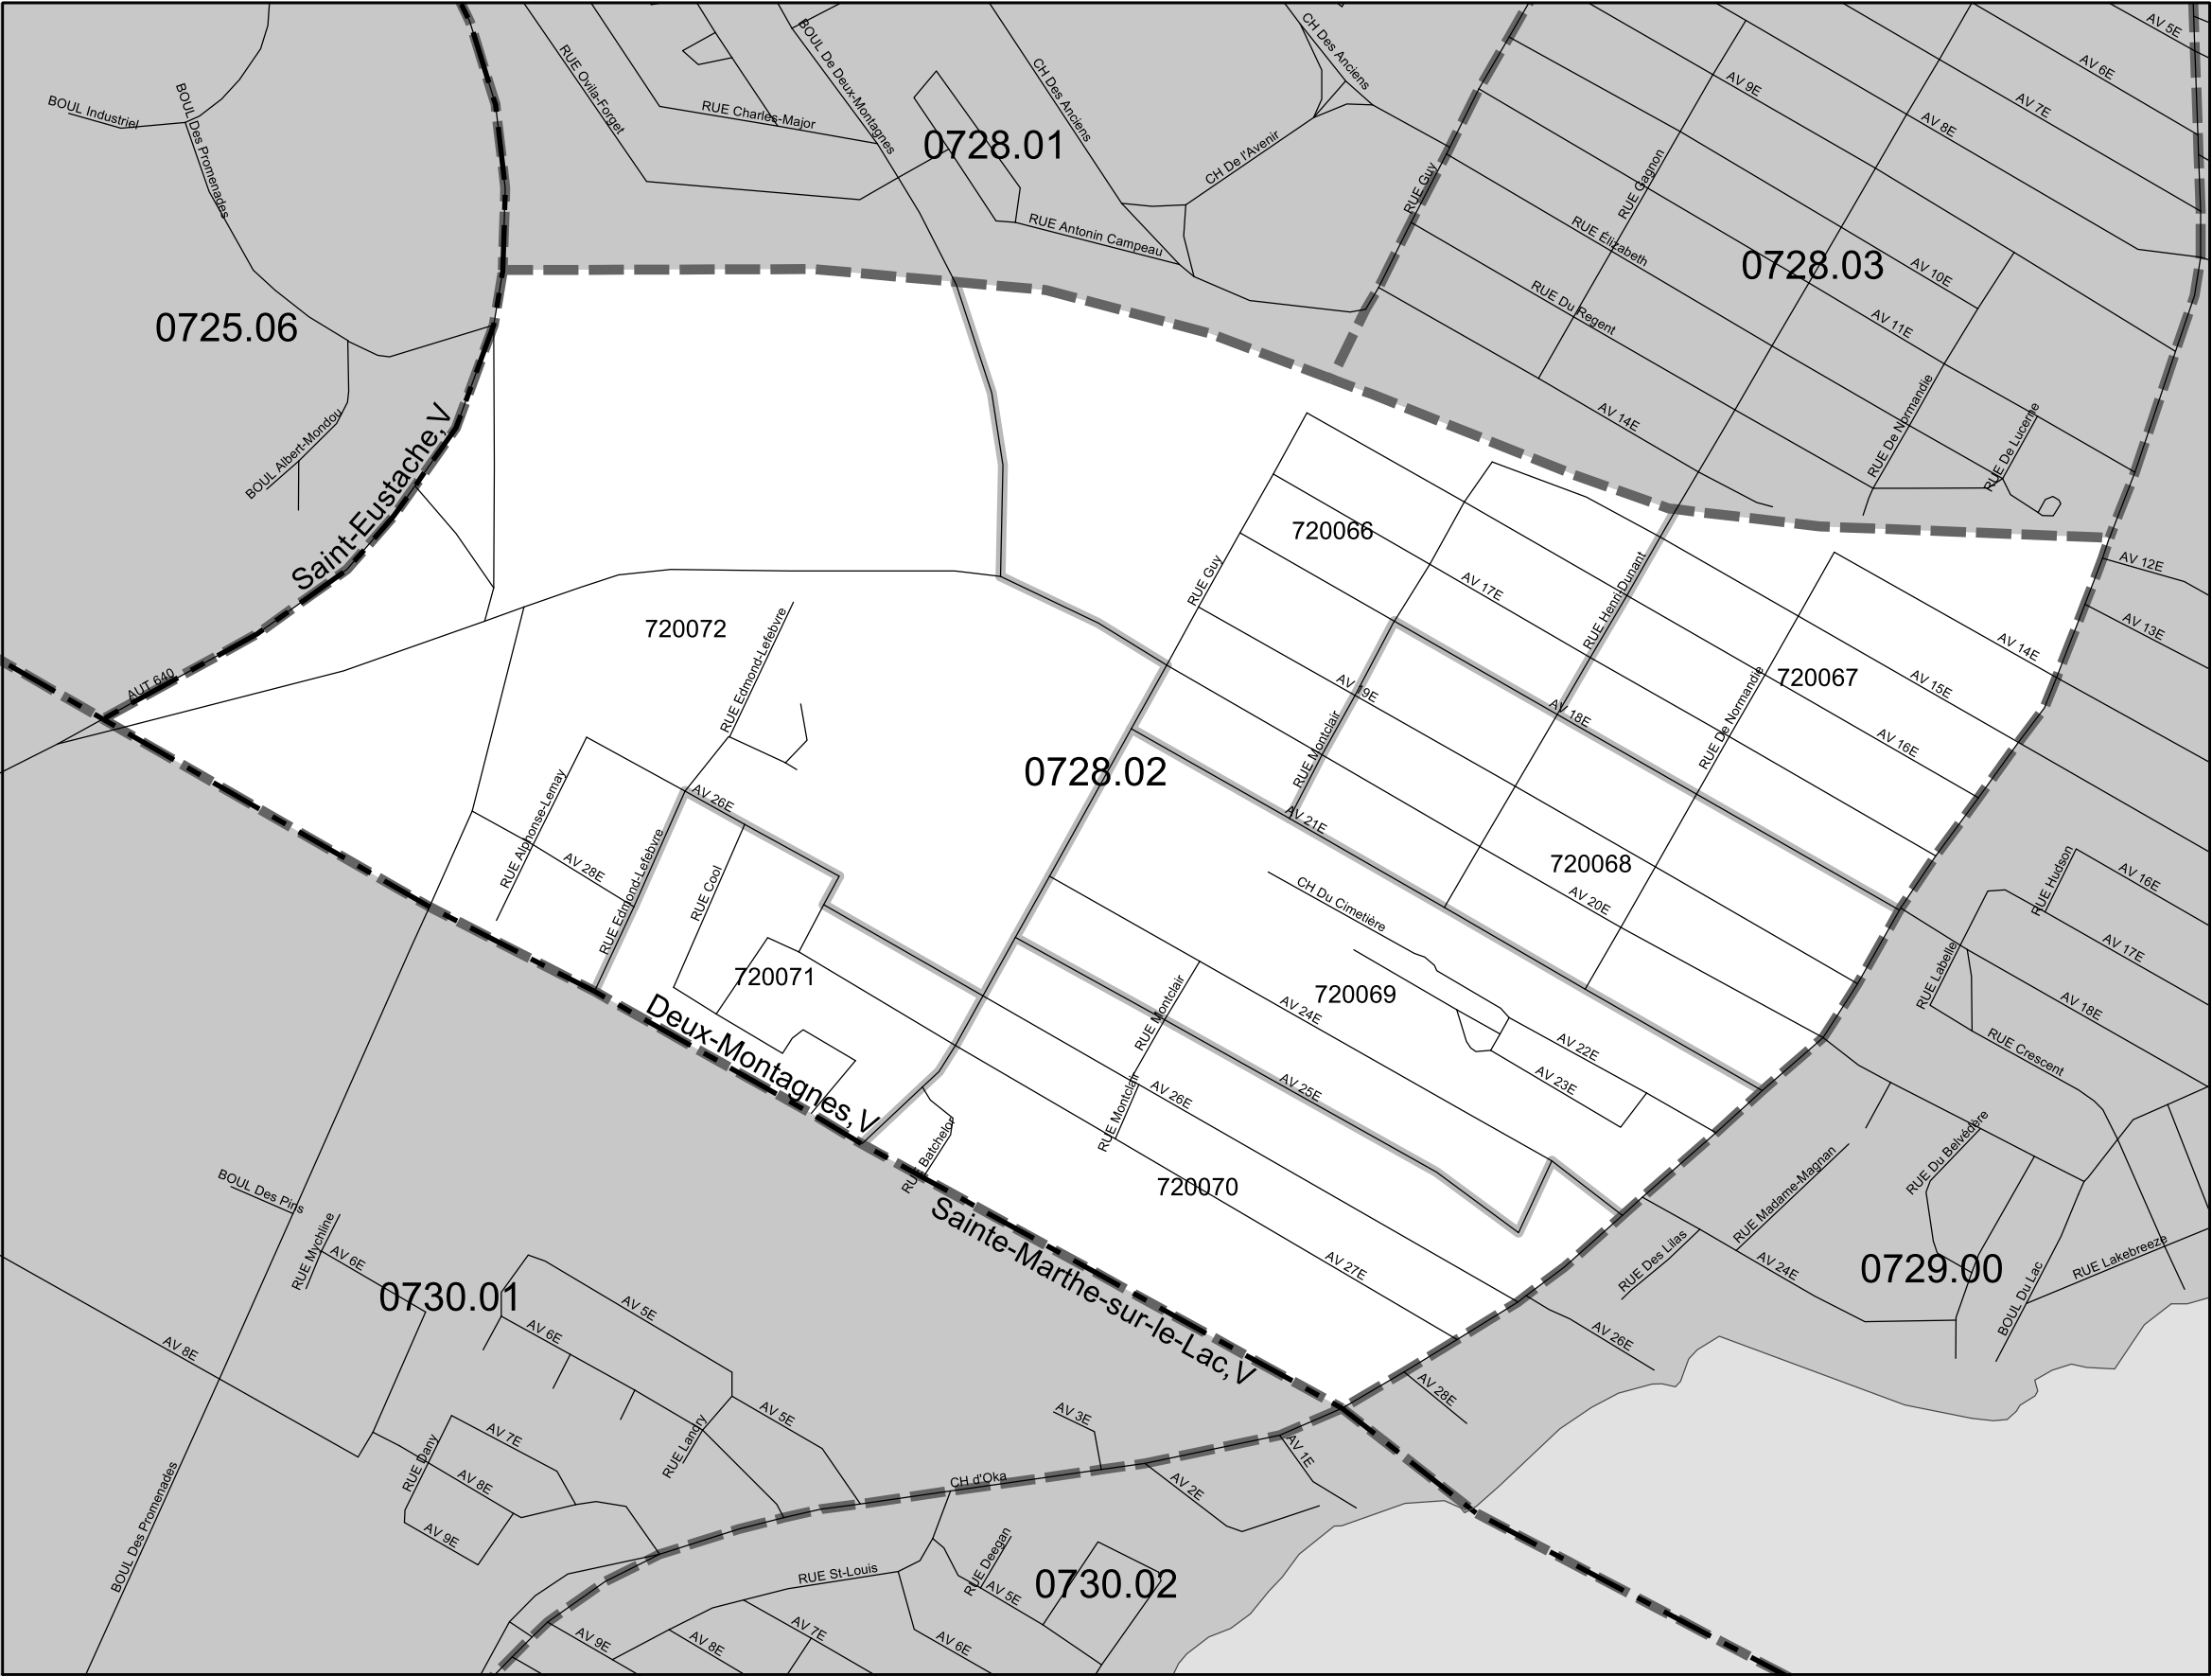 BOUL Industriel
BOUL Des Promenades
RUE Ovila-Forget
RUE Charles-Major
BOUL De Deux-Montagnes
0728.01
CH Des Anciens
CH Des Anciens
CH De l'Avenir
RUE Antonin Campeau
RUE Guy
RUE Gagnon
AV 5E
AV 6E
AV 7E
AV 8E
AV 9E
RUE Élizabeth
0728.03
AV 10E
RUE Du Regent
AV 11E
AV 14E
RUE De Normandie
RUE De Lucerne
0725.06
BOUL Albert-Mondou
Saint-Eustache,V
AUT 640
720072
RUE Edmond-Lefebvre
RUE Guy
720066
AV 17E
RUE Henri-Dunant
AV 12E
AV 13E
AV 14E
720067
AV 15E
AV 16E
RUE De Normandie
AV 18E
AV 19E
RUE Montclair
0728.02
AV 21E
720068
AV 20E
AV 26E
RUE Alphonse-Lemay
AV 28E
RUE Edmond-Lefebvre
RUE Cool
720071
CH Du Cimetière
720069
RUE Montclair
AV 24E
AV 22E
AV 23E
RUE Montclair
AV 26E
AV 25E
RUE Hudson
AV 16E
AV 17E
RUE Labelle
AV 18E
RUE Crescent
Deux-Montagnes,V
RUE Batchelor
720070
Sainte-Marthe-sur-le-Lac,V
AV 27E
RUE Du Belvédère
RUE Madame-Magnan
RUE Des Lilas
AV 24E
0729.00
RUE Lakebreeze
BOUL Du Lac
AV 26E
AV 28E
BOUL Des Pins
RUE Mychline
AV 6E
0730.01
AV 5E
AV 6E
AV 8E
AV 7E
RUE Dany
AV 8E
AV 9E
RUE Landry
AV 5E
AV 3E
AV 1E
CH d'Oka
AV 2E
BOUL Des Promenades
RUE St-Louis
RUE Deegan
AV 5E
0730.02
AV 9E
AV 8E
AV 7E
AV 6E